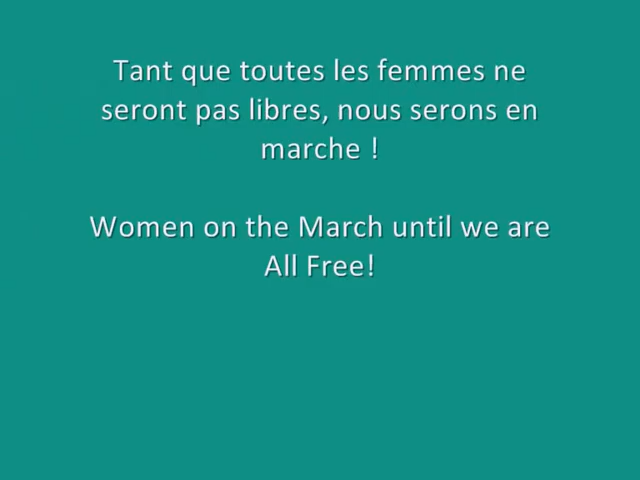 Tant que toutes les femmes ne
seront pas libres, nous serons en
marche !
Women on the March until we are
All Free!